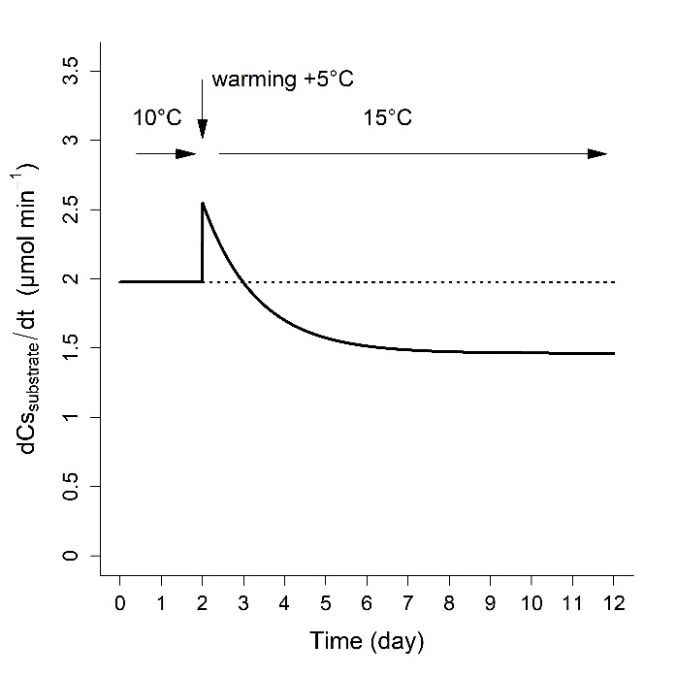 warming +5°C
10°C
15°C
3.5
3
2.5
2
1.5
1
0.5
0
dCs_substrate/dt (μmol min⁻¹)
0 1 2 3 4 5 6 7 8 9 10 11 12
Time (day)